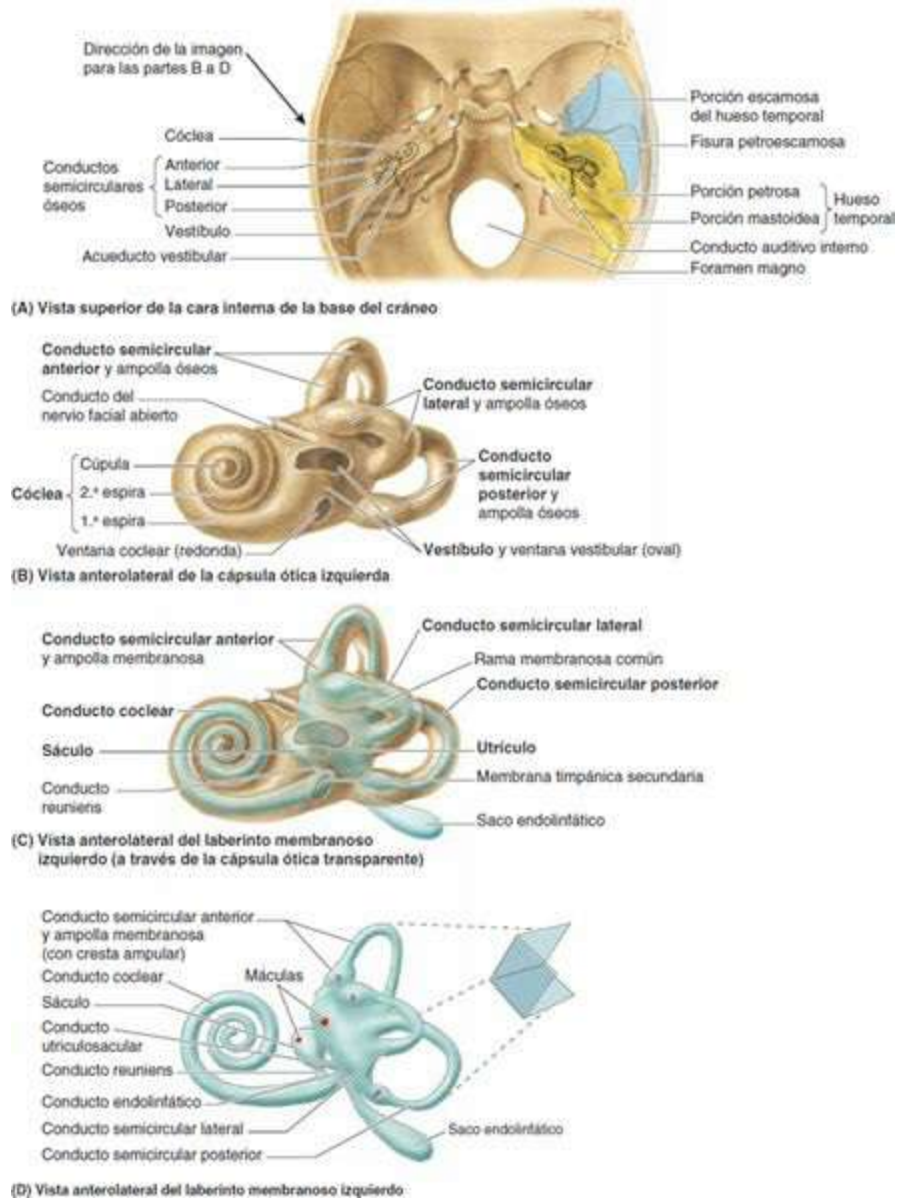 Dirección de la imagen
para las partes B a D
Cóclea
Conductos
semicirculares
óseos
Anterior
Lateral
Posterior
Vestíbulo
Acueducto vestibular
Porción escamosa
del hueso temporal
Fisura petroescamosa
Porción petrosa
Porción mastoidea
Hueso
temporal
Conducto auditivo interno
Foramen magno
(A) Vista superior de la cara interna de la base del cráneo
Conducto semicircular
anterior y ampolla óseos
Conducto del
nervio facial abierto
Cóclea
Cúpula
2.ª espira
1.ª espira
Ventana coclear (redonda)
Conducto semicircular
lateral y ampolla óseos
Conducto
semicircular
posterior y
ampolla óseos
Vestíbulo y ventana vestibular (oval)
(B) Vista anterolateral de la cápsula ótica izquierda
Conducto semicircular anterior
y ampolla membranosa
Conducto coclear
Sáculo
Conducto
reuniens
Conducto semicircular lateral
Rama membranosa común
Conducto semicircular posterior
Utrículo
Membrana timpánica secundaria
Saco endolinfático
(C) Vista anterolateral del laberinto membranoso
izquierdo (a través de la cápsula ótica transparente)
Conducto semicircular anterior
y ampolla membranosa
(con cresta ampular)
Conducto coclear
Máculas
Sáculo
Conducto
utriculosacular
Conducto reuniens
Conducto endolinfático
Conducto semicircular lateral
Conducto semicircular posterior
Saco endolinfático
(D) Vista anterolateral del laberinto membranoso izquierdo